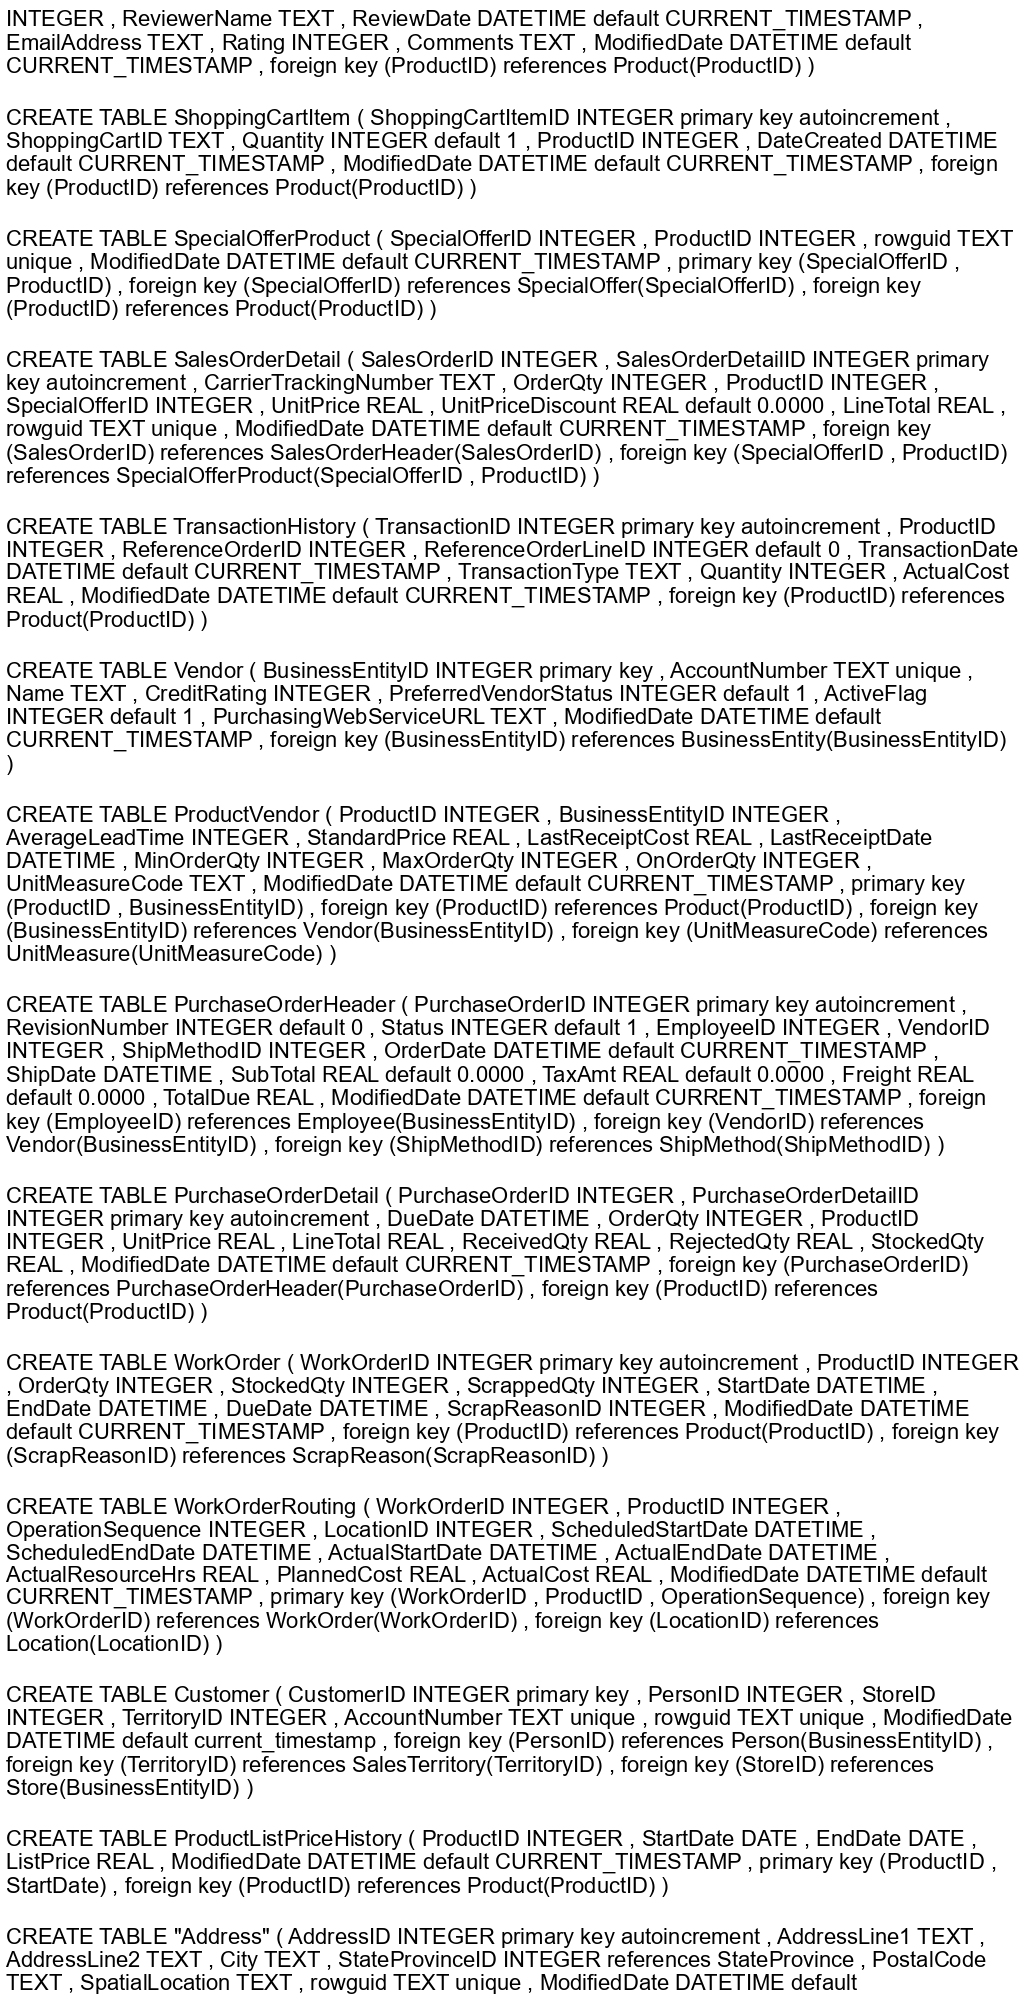 INTEGER , ReviewerName TEXT , ReviewDate DATETIME default CURRENT_TIMESTAMP ,
EmailAddress TEXT , Rating INTEGER , Comments TEXT , ModifiedDate DATETIME default
CURRENT_TIMESTAMP , foreign key (ProductID) references Product(ProductID) )
CREATE TABLE ShoppingCartItem ( ShoppingCartItemID INTEGER primary key autoincrement ,
ShoppingCartID TEXT , Quantity INTEGER default 1 , ProductID INTEGER , DateCreated DATETIME
default CURRENT_TIMESTAMP , ModifiedDate DATETIME default CURRENT_TIMESTAMP , foreign
key (ProductID) references Product(ProductID) )
CREATE TABLE SpecialOfferProduct ( SpecialOfferID INTEGER , ProductID INTEGER , rowguid TEXT
unique , ModifiedDate DATETIME default CURRENT_TIMESTAMP , primary key (SpecialOfferID ,
ProductID) , foreign key (SpecialOfferID) references SpecialOffer(SpecialOfferID) , foreign key
(ProductID) references Product(ProductID) )
CREATE TABLE SalesOrderDetail ( SalesOrderID INTEGER , SalesOrderDetailID INTEGER primary
key autoincrement , CarrierTrackingNumber TEXT , OrderQty INTEGER , ProductID INTEGER ,
SpecialOfferID INTEGER , UnitPrice REAL , UnitPriceDiscount REAL default 0.0000 , LineTotal REAL ,
rowguid TEXT unique , ModifiedDate DATETIME default CURRENT_TIMESTAMP , foreign key
(SalesOrderID) references SalesOrderHeader(SalesOrderID) , foreign key (SpecialOfferID , ProductID)
references SpecialOfferProduct(SpecialOfferID , ProductID) )
CREATE TABLE TransactionHistory ( TransactionID INTEGER primary key autoincrement , ProductID
INTEGER , ReferenceOrderID INTEGER , ReferenceOrderLineID INTEGER default 0 , TransactionDate
DATETIME default CURRENT_TIMESTAMP , TransactionType TEXT , Quantity INTEGER , ActualCost
REAL , ModifiedDate DATETIME default CURRENT_TIMESTAMP , foreign key (ProductID) references
Product(ProductID) )
CREATE TABLE Vendor ( BusinessEntityID INTEGER primary key , AccountNumber TEXT unique ,
Name TEXT , CreditRating INTEGER , PreferredVendorStatus INTEGER default 1 , ActiveFlag
INTEGER default 1 , PurchasingWebServiceURL TEXT , ModifiedDate DATETIME default
CURRENT_TIMESTAMP , foreign key (BusinessEntityID) references BusinessEntity(BusinessEntityID)
)
CREATE TABLE ProductVendor ( ProductID INTEGER , BusinessEntityID INTEGER ,
AverageLeadTime INTEGER , StandardPrice REAL , LastReceiptCost REAL , LastReceiptDate
DATETIME , MinOrderQty INTEGER , MaxOrderQty INTEGER , OnOrderQty INTEGER ,
UnitMeasureCode TEXT , ModifiedDate DATETIME default CURRENT_TIMESTAMP , primary key
(ProductID , BusinessEntityID) , foreign key (ProductID) references Product(ProductID) , foreign key
(BusinessEntityID) references Vendor(BusinessEntityID) , foreign key (UnitMeasureCode) references
UnitMeasure(UnitMeasureCode) )
CREATE TABLE PurchaseOrderHeader ( PurchaseOrderID INTEGER primary key autoincrement ,
RevisionNumber INTEGER default 0 , Status INTEGER default 1 , EmployeeID INTEGER , VendorID
INTEGER , ShipMethodID INTEGER , OrderDate DATETIME default CURRENT_TIMESTAMP ,
ShipDate DATETIME , SubTotal REAL default 0.0000 , TaxAmt REAL default 0.0000 , Freight REAL
default 0.0000 , TotalDue REAL , ModifiedDate DATETIME default CURRENT_TIMESTAMP , foreign
key (EmployeeID) references Employee(BusinessEntityID) , foreign key (VendorID) references
Vendor(BusinessEntityID) , foreign key (ShipMethodID) references ShipMethod(ShipMethodID) )
CREATE TABLE PurchaseOrderDetail ( PurchaseOrderID INTEGER , PurchaseOrderDetailID
INTEGER primary key autoincrement , DueDate DATETIME , OrderQty INTEGER , ProductID
INTEGER , UnitPrice REAL , LineTotal REAL , ReceivedQty REAL , RejectedQty REAL , StockedQty
REAL , ModifiedDate DATETIME default CURRENT_TIMESTAMP , foreign key (PurchaseOrderID)
references PurchaseOrderHeader(PurchaseOrderID) , foreign key (ProductID) references
Product(ProductID) )
CREATE TABLE WorkOrder ( WorkOrderID INTEGER primary key autoincrement , ProductID INTEGER
, OrderQty INTEGER , StockedQty INTEGER , ScrappedQty INTEGER , StartDate DATETIME ,
EndDate DATETIME , DueDate DATETIME , ScrapReasonID INTEGER , ModifiedDate DATETIME
default CURRENT_TIMESTAMP , foreign key (ProductID) references Product(ProductID) , foreign key
(ScrapReasonID) references ScrapReason(ScrapReasonID) )
CREATE TABLE WorkOrderRouting ( WorkOrderID INTEGER , ProductID INTEGER ,
OperationSequence INTEGER , LocationID INTEGER , ScheduledStartDate DATETIME ,
ScheduledEndDate DATETIME , ActualStartDate DATETIME , ActualEndDate DATETIME ,
ActualResourceHrs REAL , PlannedCost REAL , ActualCost REAL , ModifiedDate DATETIME default
CURRENT_TIMESTAMP , primary key (WorkOrderID , ProductID , OperationSequence) , foreign key
(WorkOrderID) references WorkOrder(WorkOrderID) , foreign key (LocationID) references
Location(LocationID) )
CREATE TABLE Customer ( CustomerID INTEGER primary key , PersonID INTEGER , StoreID
INTEGER , TerritoryID INTEGER , AccountNumber TEXT unique , rowguid TEXT unique , ModifiedDate
DATETIME default current_timestamp , foreign key (PersonID) references Person(BusinessEntityID) ,
foreign key (TerritoryID) references SalesTerritory(TerritoryID) , foreign key (StoreID) references
Store(BusinessEntityID) )
CREATE TABLE ProductListPriceHistory ( ProductID INTEGER , StartDate DATE , EndDate DATE ,
ListPrice REAL , ModifiedDate DATETIME default CURRENT_TIMESTAMP , primary key (ProductID ,
StartDate) , foreign key (ProductID) references Product(ProductID) )
CREATE TABLE "Address" ( AddressID INTEGER primary key autoincrement , AddressLine1 TEXT ,
AddressLine2 TEXT , City TEXT , StateProvinceID INTEGER references StateProvince , PostalCode
TEXT , SpatialLocation TEXT , rowguid TEXT unique , ModifiedDate DATETIME default